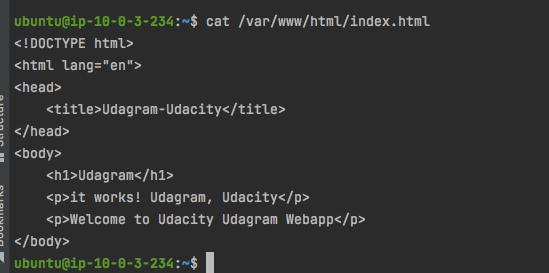 ubuntu@ip-10-0-3-234:~$ cat /var/www/html/index.html
<!DOCTYPE html>
<html lang="en">
<head>
    <title>Udagram-Udacity</title>
</head>
<body>
    <h1>Udagram</h1>
    <p>it works! Udagram, Udacity</p>
    <p>Welcome to Udacity Udagram Webapp</p>
</body>
ubuntu@ip-10-0-3-234:~$
Structure